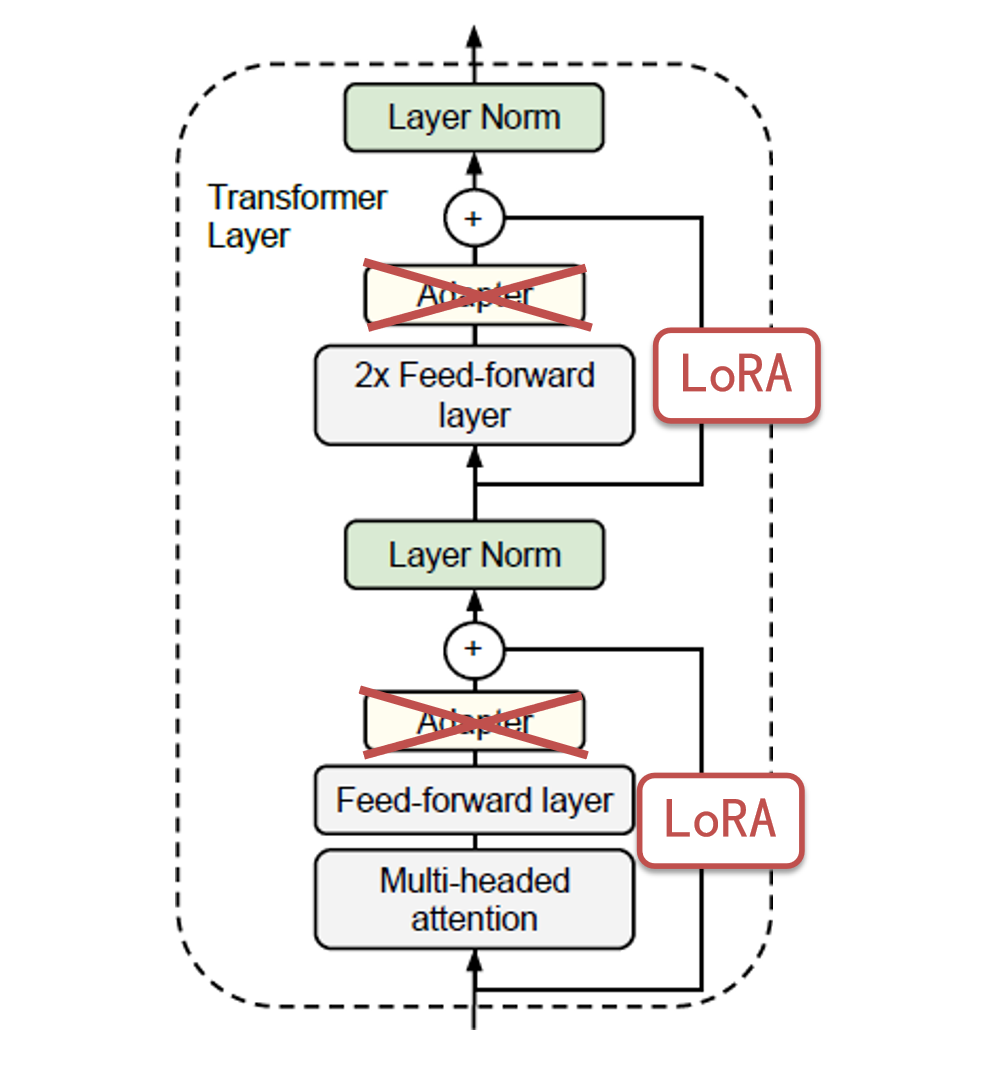 Layer Norm
Transformer
Layer
+
Adapter
2x Feed-forward
layer
LoRA
Layer Norm
+
Adapter
Feed-forward layer
LoRA
Multi-headed
attention